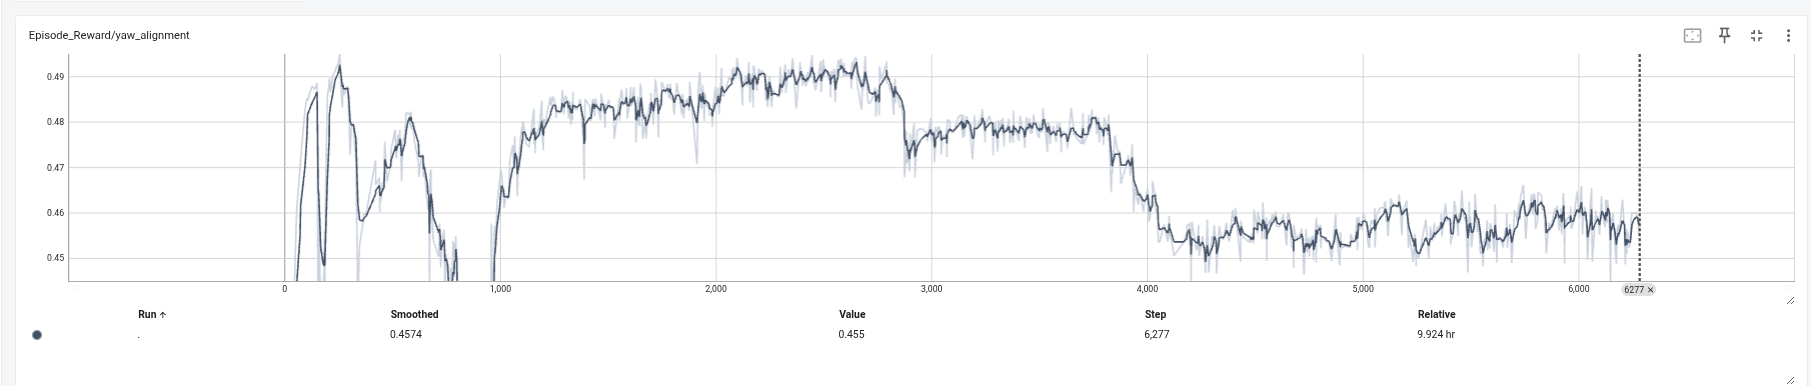 Episode_Reward/yaw_alignment
0.49
0.48
0.47
0.46
0.45
0 1,000 2,000 3,000 4,000 5,000 6,000 6277 ×
Run ↑ Smoothed Value Step Relative
. 0.4574 0.455 6,277 9.924 hr